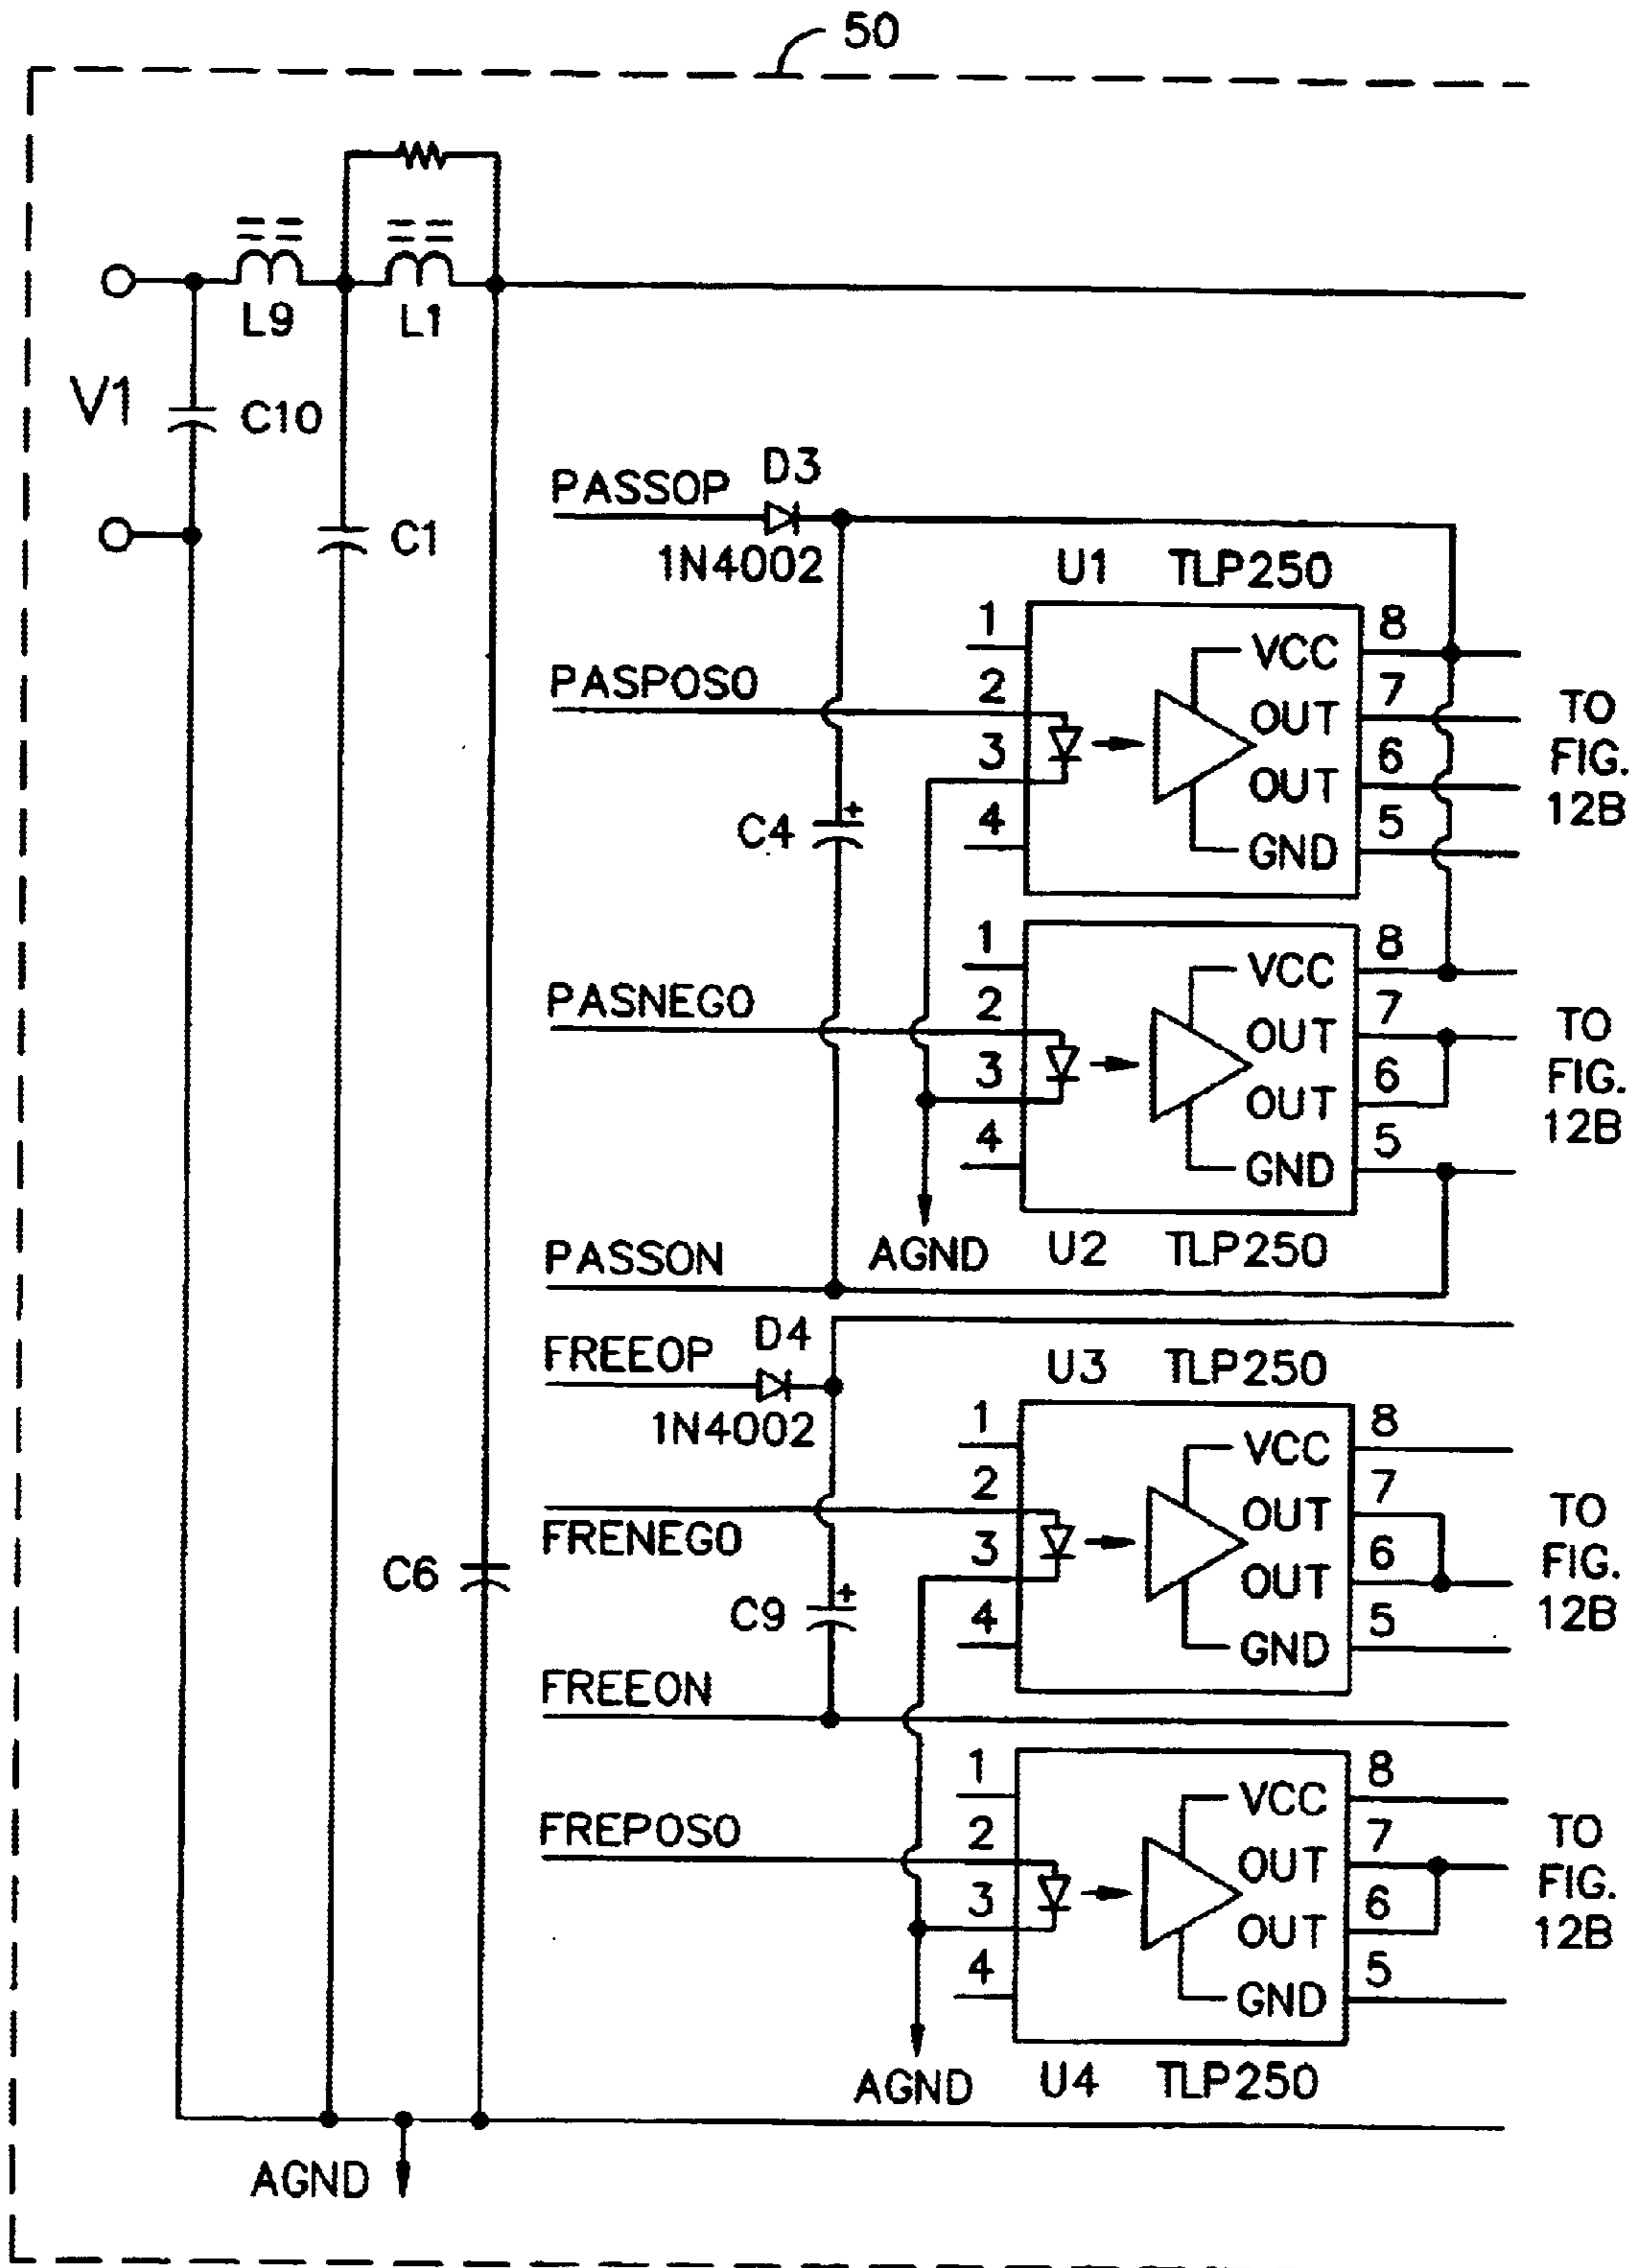 50
L9
L1
V1
C10
C1
PASSOP
D3
1N4002
U1 TLP250
1
2
3
4
VCC
OUT
OUT
GND
8
7
6
5
TO
FIG.
12B
PASPOSO
C4
PASNEGO
1
2
3
4
VCC
OUT
OUT
GND
8
7
6
5
TO
FIG.
12B
AGND
U2 TLP250
PASSON
FREEOP
D4
1N4002
U3 TLP250
1
2
3
4
VCC
OUT
OUT
GND
8
7
6
5
TO
FIG.
12B
FRENEGO
C6
C9
FREEON
FREPOSO
1
2
3
4
VCC
OUT
OUT
GND
8
7
6
5
TO
FIG.
12B
AGND
U4 TLP250
AGND